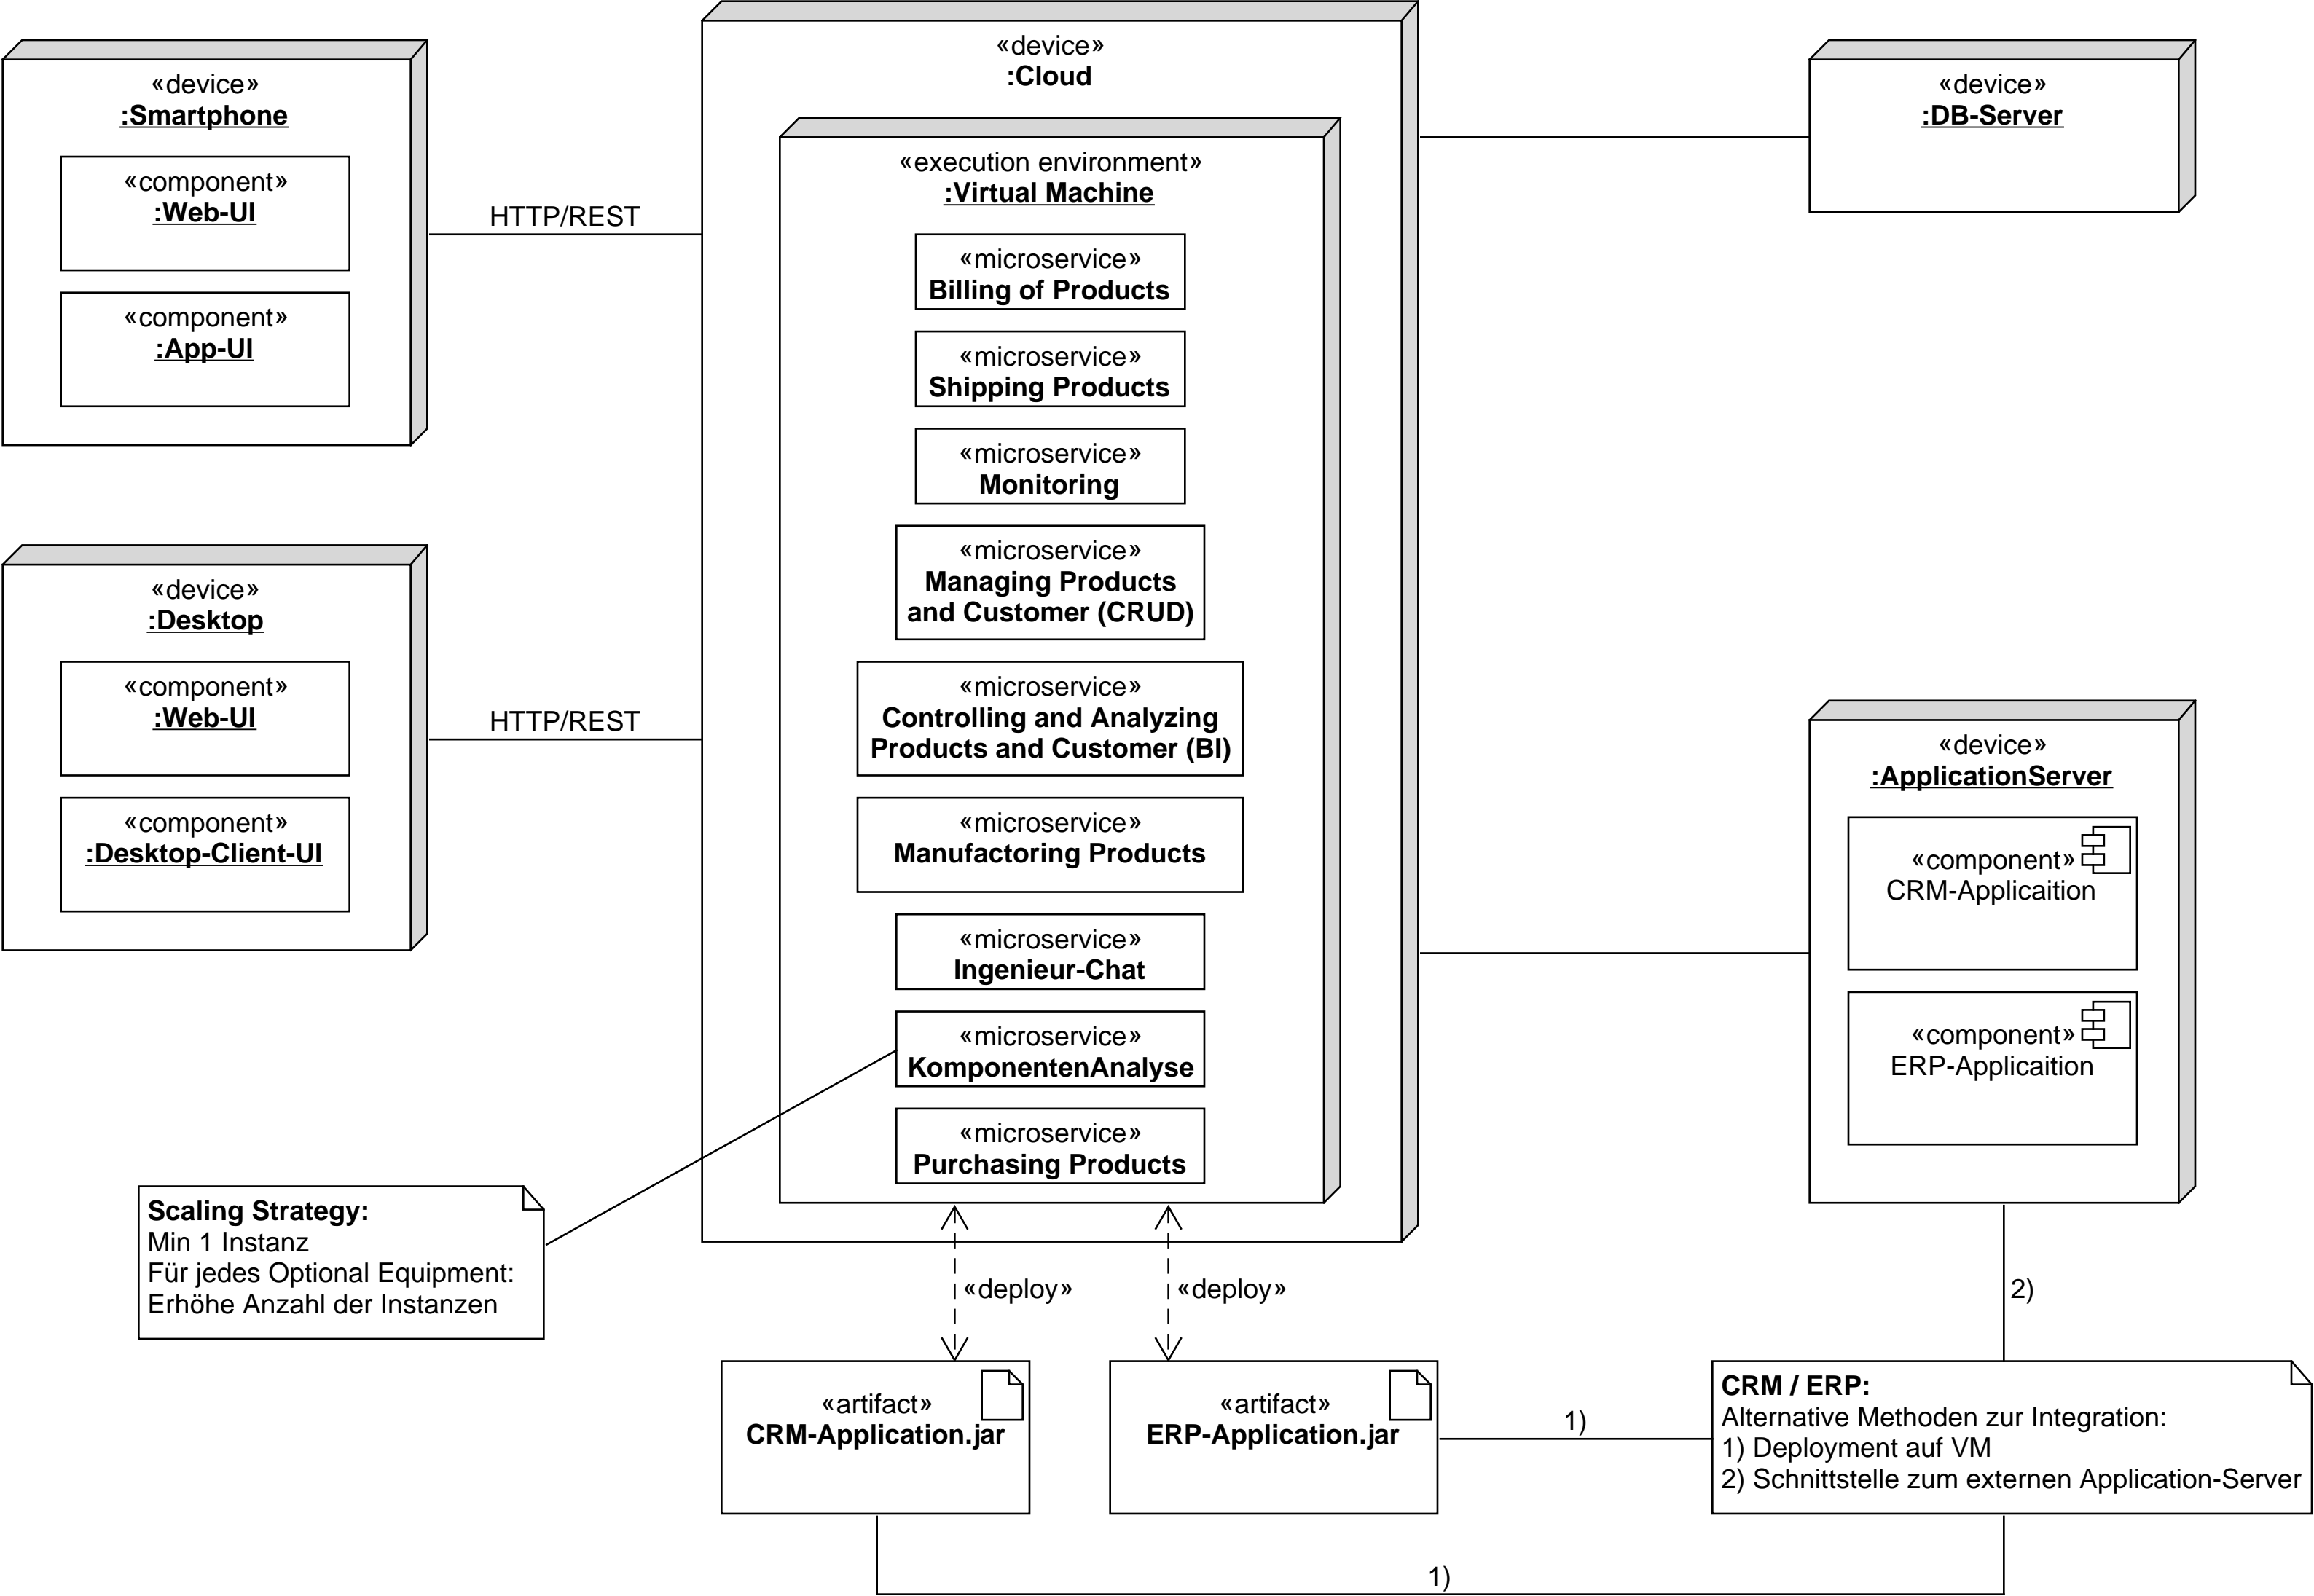 «device»
:Smartphone
«component»
:Web-UI
«component»
:App-UI
HTTP/REST
«device»
:Desktop
«component»
:Web-UI
«component»
:Desktop-Client-UI
HTTP/REST
«device»
:Cloud
«execution environment»
:Virtual Machine
«microservice»
Billing of Products
«microservice»
Shipping Products
«microservice»
Monitoring
«microservice»
Managing Products
and Customer (CRUD)
«microservice»
Controlling and Analyzing
Products and Customer (BI)
«microservice»
Manufactoring Products
«microservice»
Ingenieur-Chat
«microservice»
KomponentenAnalyse
«microservice»
Purchasing Products
«device»
:DB-Server
«device»
:ApplicationServer
«component»
CRM-Applicaition
«component»
ERP-Applicaition
Scaling Strategy:
Min 1 Instanz
Für jedes Optional Equipment:
Erhöhe Anzahl der Instanzen
«deploy»
«deploy»
2)
«artifact»
CRM-Application.jar
«artifact»
ERP-Application.jar
1)
CRM / ERP:
Alternative Methoden zur Integration:
1) Deployment auf VM
2) Schnittstelle zum externen Application-Server
1)